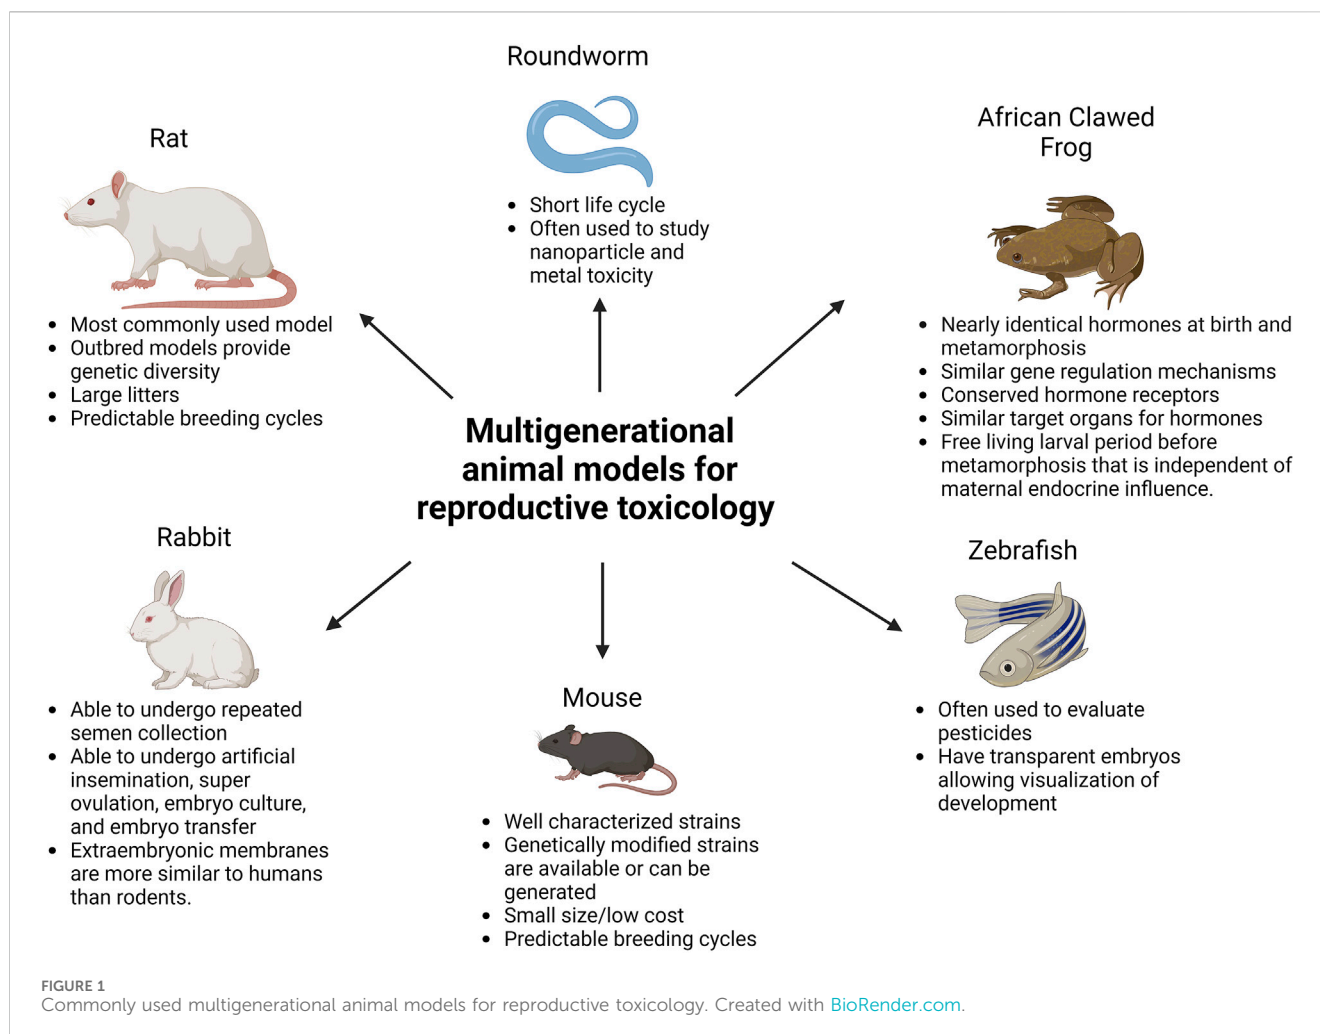 Roundworm
• Short life cycle
• Often used to study
nanoparticle and
metal toxicity
Rat
• Most commonly used model
• Outbred models provide
genetic diversity
• Large litters
• Predictable breeding cycles
African Clawed
Frog
• Nearly identical hormones at birth and
metamorphosis
• Similar gene regulation mechanisms
• Conserved hormone receptors
• Similar target organs for hormones
• Free living larval period before
metamorphosis that is independent of
maternal endocrine influence.
Multigenerational
animal models for
reproductive toxicology
Rabbit
• Able to undergo repeated
semen collection
• Able to undergo artificial
insemination, super
ovulation, embryo culture,
and embryo transfer
• Extraembryonic membranes
are more similar to humans
than rodents.
Mouse
• Well characterized strains
• Genetically modified strains
are available or can be
generated
• Small size/low cost
• Predictable breeding cycles
Zebrafish
• Often used to evaluate
pesticides
• Have transparent embryos
allowing visualization of
development
FIGURE 1
Commonly used multigenerational animal models for reproductive toxicology. Created with BioRender.com.